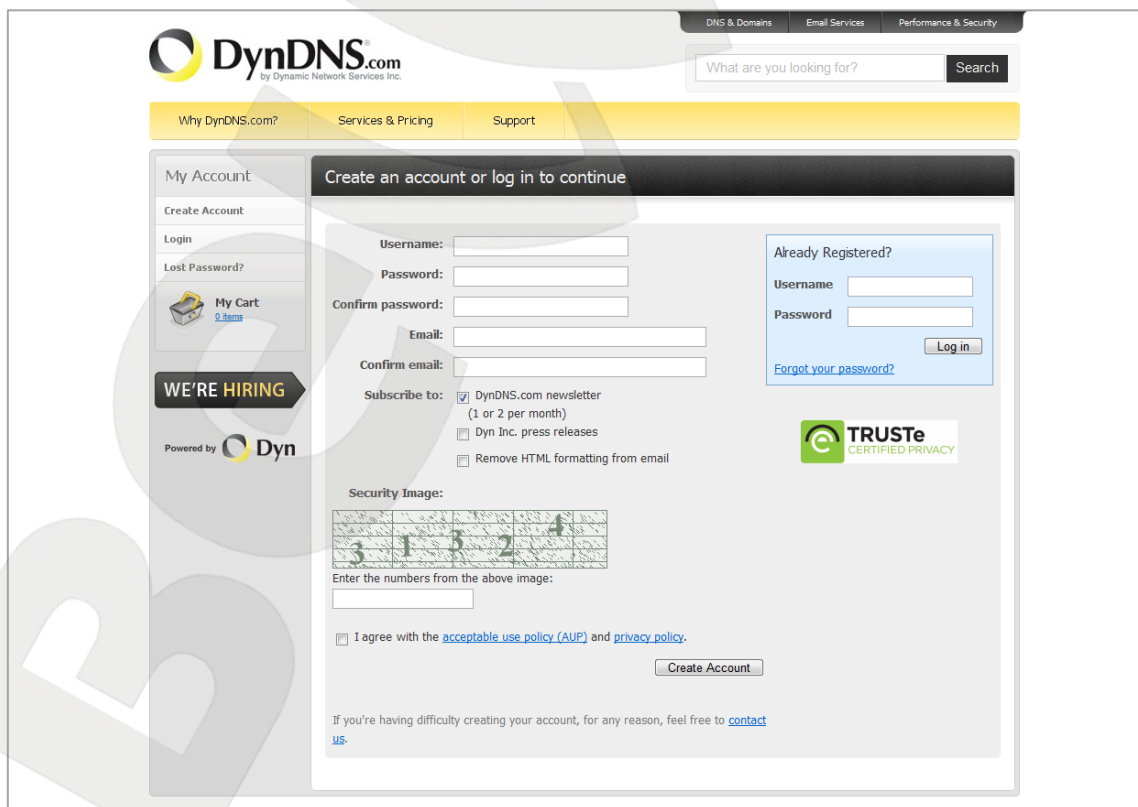 DNS & Domains
Email Services
Performance & Security
DynDNS.com
by Dynamic Network Services Inc.
What are you looking for?
Search
Why DynDNS.com?
Services & Pricing
Support
My Account
Create Account
Login
Lost Password?
My Cart
0 items
WE'RE HIRING
Powered by Dyn
Create an account or log in to continue
Username:
Password:
Confirm password:
Email:
Confirm email:
Subscribe to:
DynDNS.com newsletter
(1 or 2 per month)
Dyn Inc. press releases
Remove HTML formatting from email
Security Image:
3 1 3 2 4
Enter the numbers from the above image:
I agree with the acceptable use policy (AUP) and privacy policy.
Create Account
If you're having difficulty creating your account, for any reason, feel free to contact
us.
Already Registered?
Username
Password
Log in
Forgot your password?
TRUSTe
CERTIFIED PRIVACY